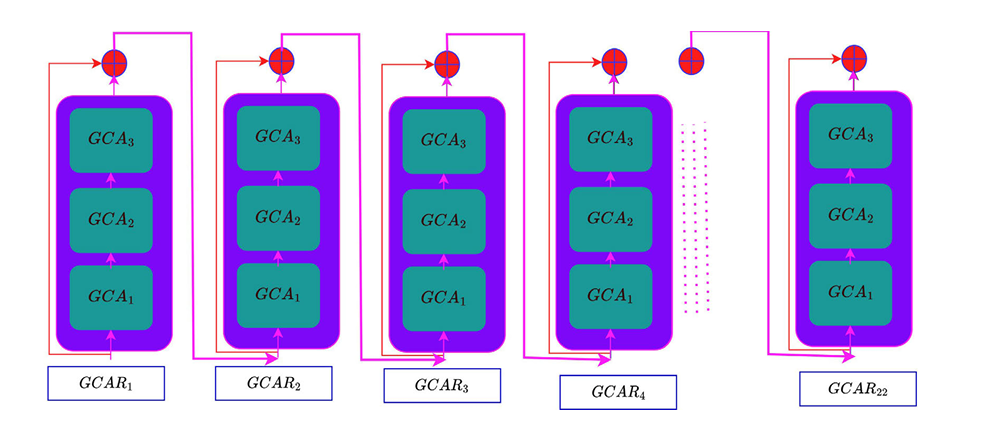 GCA₃ GCA₃ GCA₃ GCA₃ GCA₃
GCA₂ GCA₂ GCA₂ GCA₂ GCA₂
GCA₁ GCA₁ GCA₁ GCA₁ GCA₁
GCAR₁ GCAR₂ GCAR₃ GCAR₄ GCAR₂₂